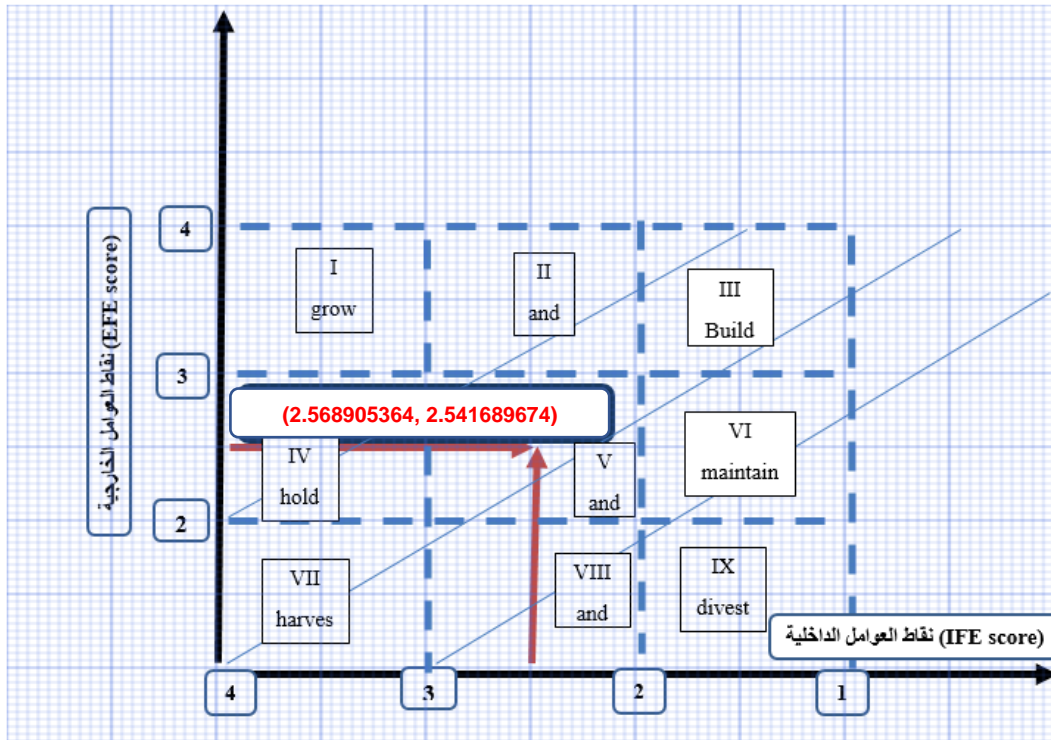 4
نقاط العوامل الخارجية (EFE score)
I
grow
II
and
III
Build
3
(2.568905364, 2.541689674)
IV
hold
V
and
VI
maintain
2
VII
harves
VIII
and
IX
divest
نقاط العوامل الداخلية (IFE score)
4
3
2
1